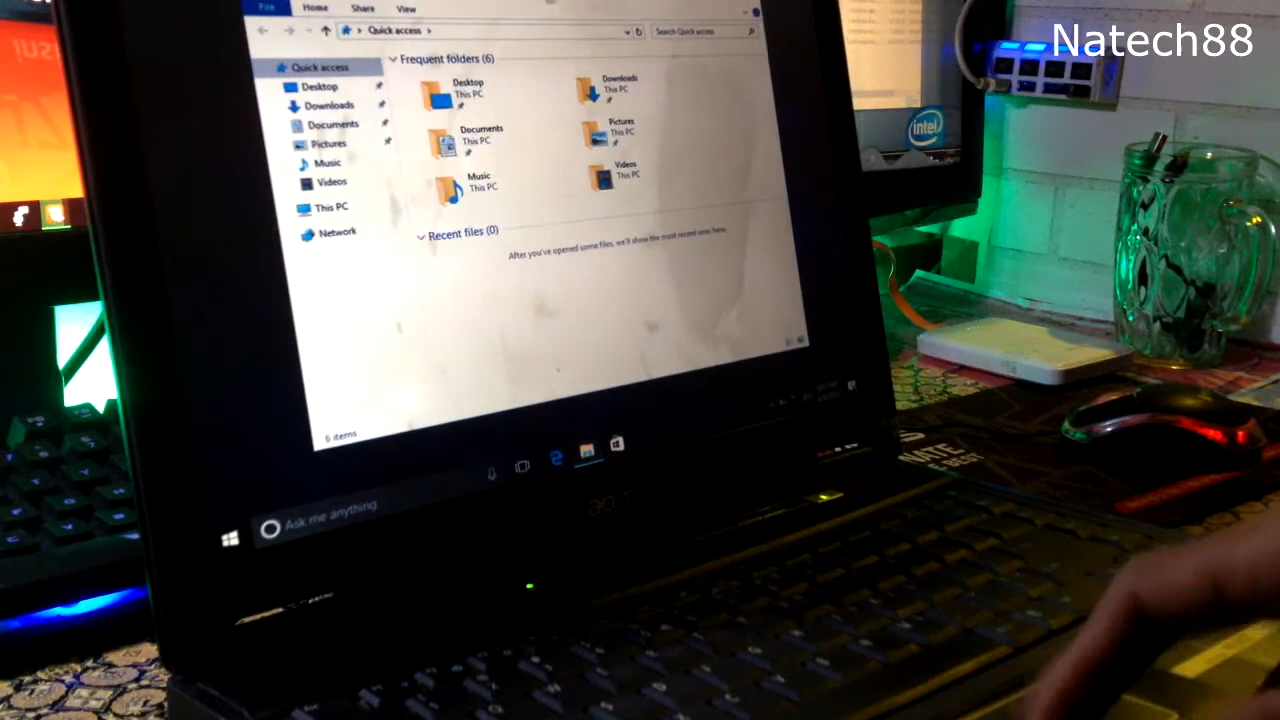 Natech88
File Home Share View
Quick access
Search Quick access
Quick access
Desktop
Downloads
Documents
Pictures
Music
Videos
This PC
Network
Frequent folders (6)
Desktop
This PC
Downloads
This PC
Documents
This PC
Pictures
This PC
Music
This PC
Videos
This PC
Recent files (0)
After you've opened some files, we'll show the most recent ones here.
6 items
Ask me anything
acer
intel
NATE
BEST